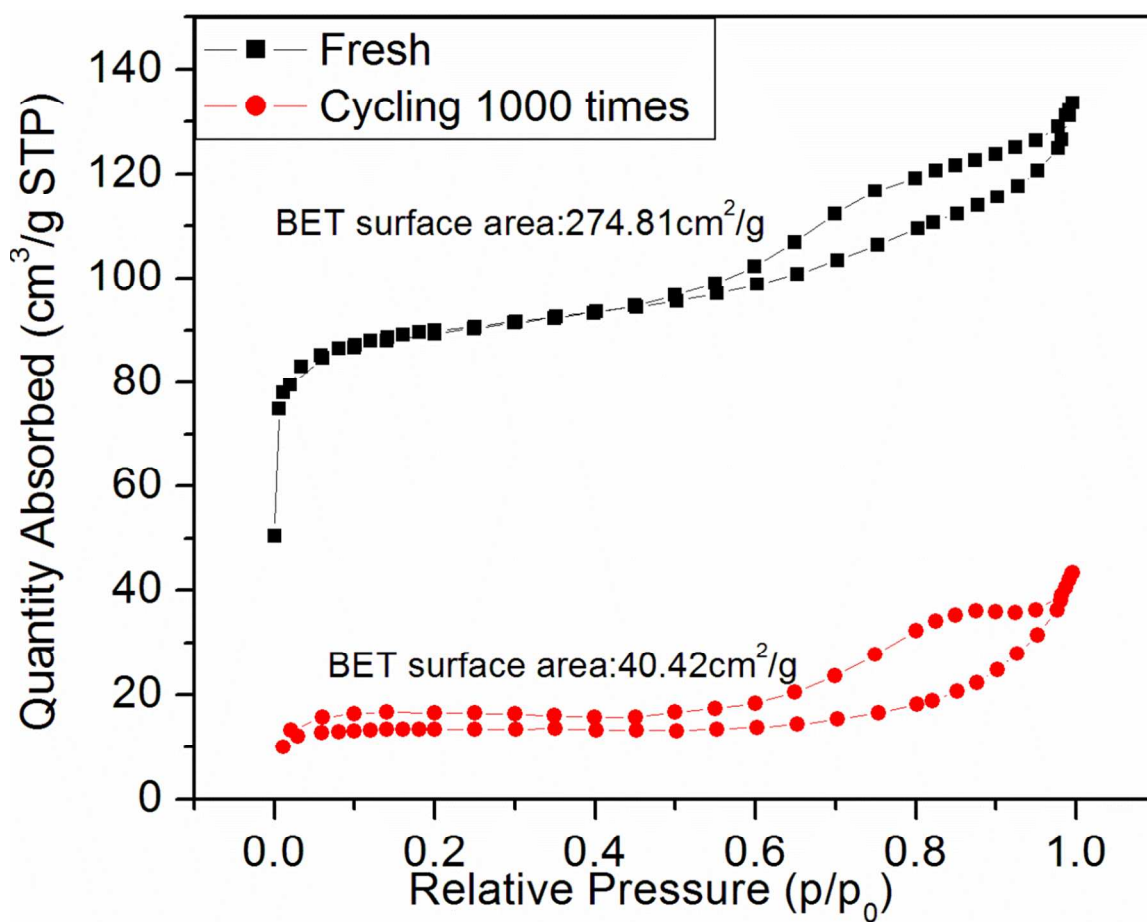 Fresh
Cycling 1000 times
BET surface area:274.81cm²/g
BET surface area:40.42cm²/g
Quantity Absorbed (cm³/g STP)
140
120
100
80
60
40
20
0
0.0 0.2 0.4 0.6 0.8 1.0
Relative Pressure (p/p₀)